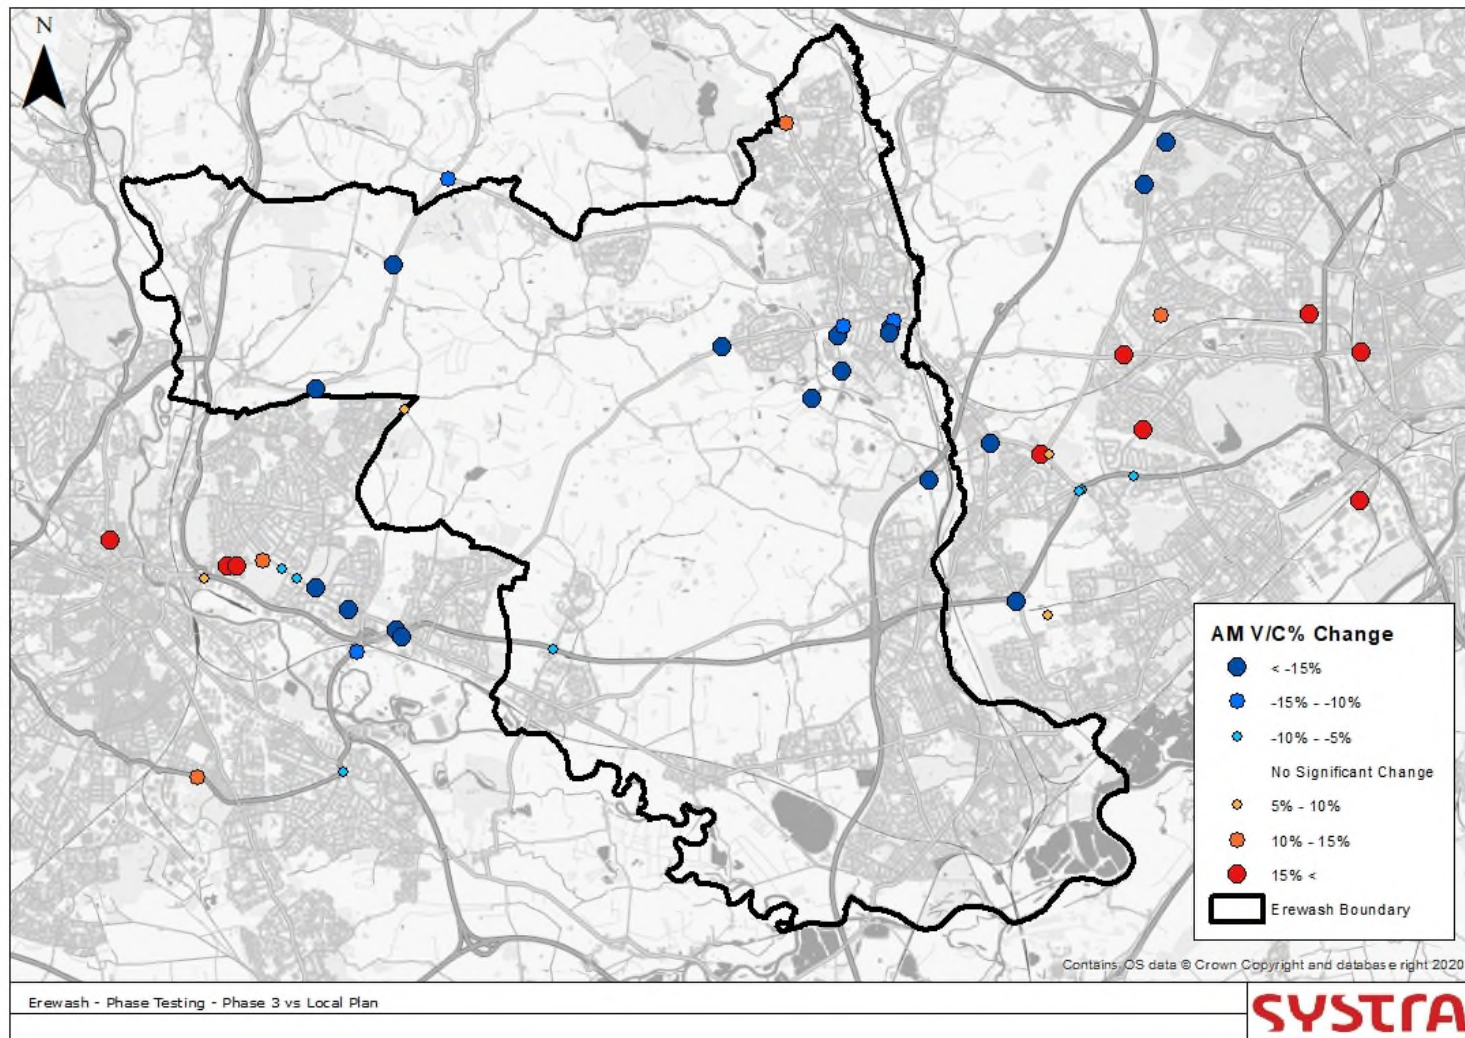 N
AM V/C% Change
< -15%
-15% - -10%
-10% - -5%
No Significant Change
5% - 10%
10% - 15%
15% <
Erewash Boundary
Contains OS data © Crown Copyright and database right 2020
Erewash - Phase Testing - Phase 3 vs Local Plan
SYSTRA